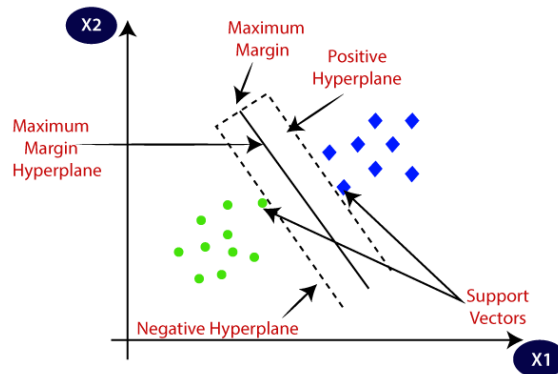 X2
Maximum
Margin
Positive
Hyperplane
Maximum
Margin
Hyperplane
Support
Vectors
Negative Hyperplane
X1